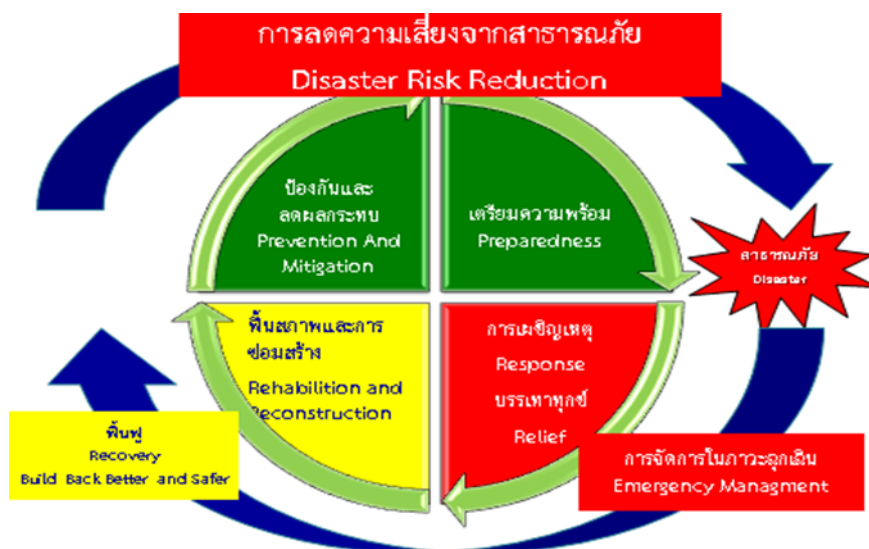 การลดความเสี่ยงจากสาธารณภัย
Disaster Risk Reduction
ป้องกันและ
ลดผลกระทบ
Prevention And
Mitigation
เตรียมความพร้อม
Preparedness
สาธารณภัย
Disaster
ฟื้นสภาพและการ
ซ่อมสร้าง
Rehabilition and
Reconstruction
การเผชิญเหตุ
Response
บรรเทาทุกข์
Relief
ฟื้นฟู
Recovery
Build Back Better and Safer
การจัดการในภาวะฉุกเฉิน
Emergency Managment